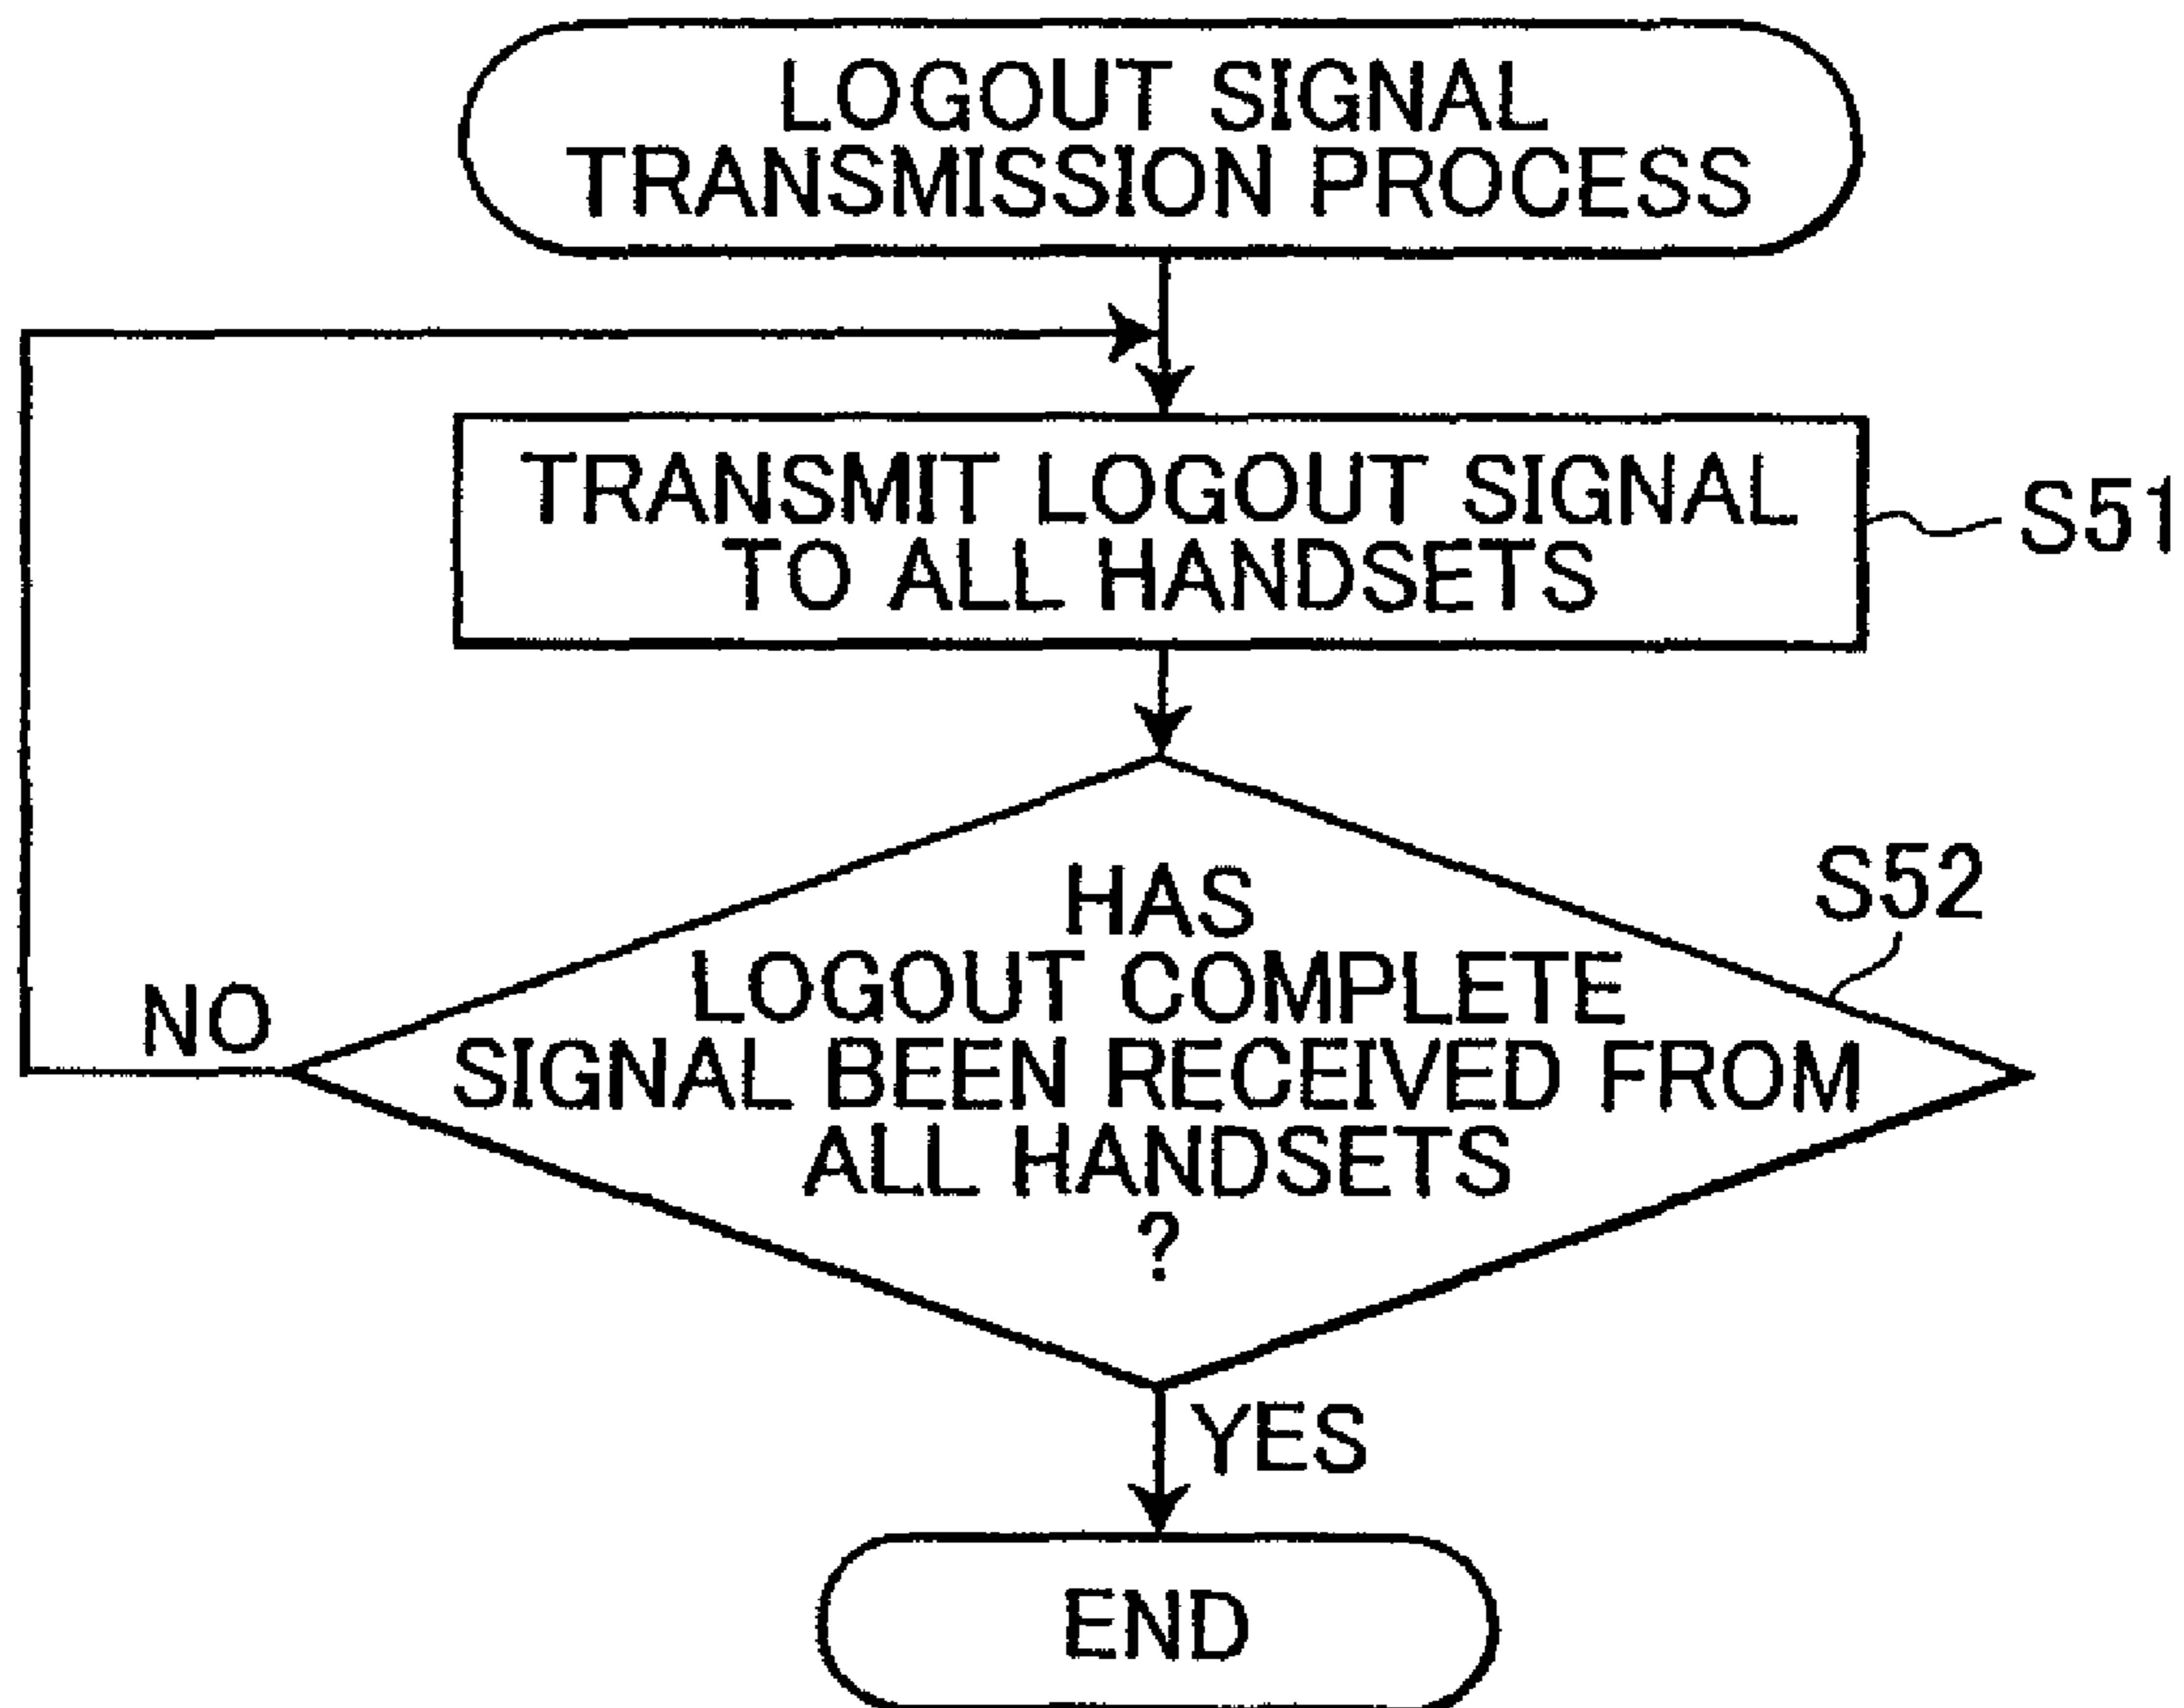 LOGOUT SIGNAL
TRANSMISSION PROCESS
TRANSMIT LOGOUT SIGNAL
TO ALL HANDSETS
S51
S52
HAS
LOGOUT COMPLETE
SIGNAL BEEN RECEIVED FROM
ALL HANDSETS
?
NO
YES
END